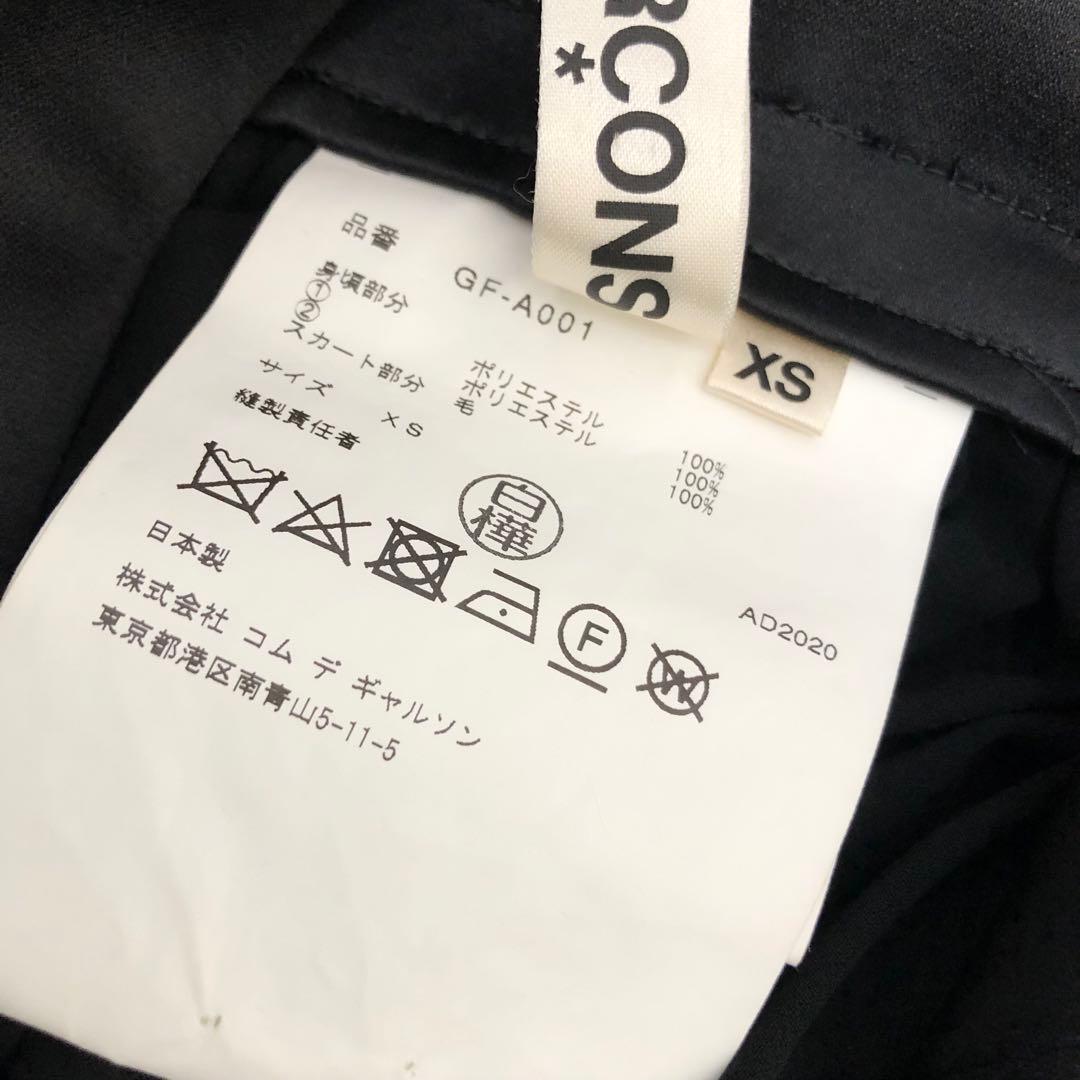 RCONS
*
XS
品番 GF-A001
身頃部分
① ポリエステル 100%
② ポリエステル 100%
スカート部分 毛 100%
サイズ XS
縫製責任者
白樺
F
W
AD2020
日本製
株式会社 コム デ ギャルソン
東京都港区南青山5-11-5